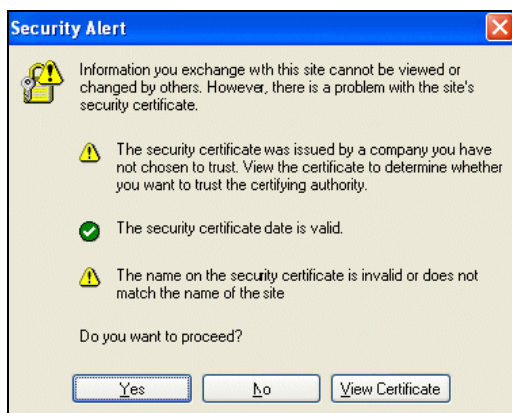 Security Alert
Information you exchange wth this site cannot be viewed or
changed by others. However, there is a problem with the site's
security certificate.
The security certificate was issued by a company you have
not chosen to trust. View the certificate to determine whether
you want to trust the certifying authority.
The security certificate date is valid.
The name on the security certificate is invalid or does not
match the name of the site
Do you want to proceed?
Yes No View Certificate